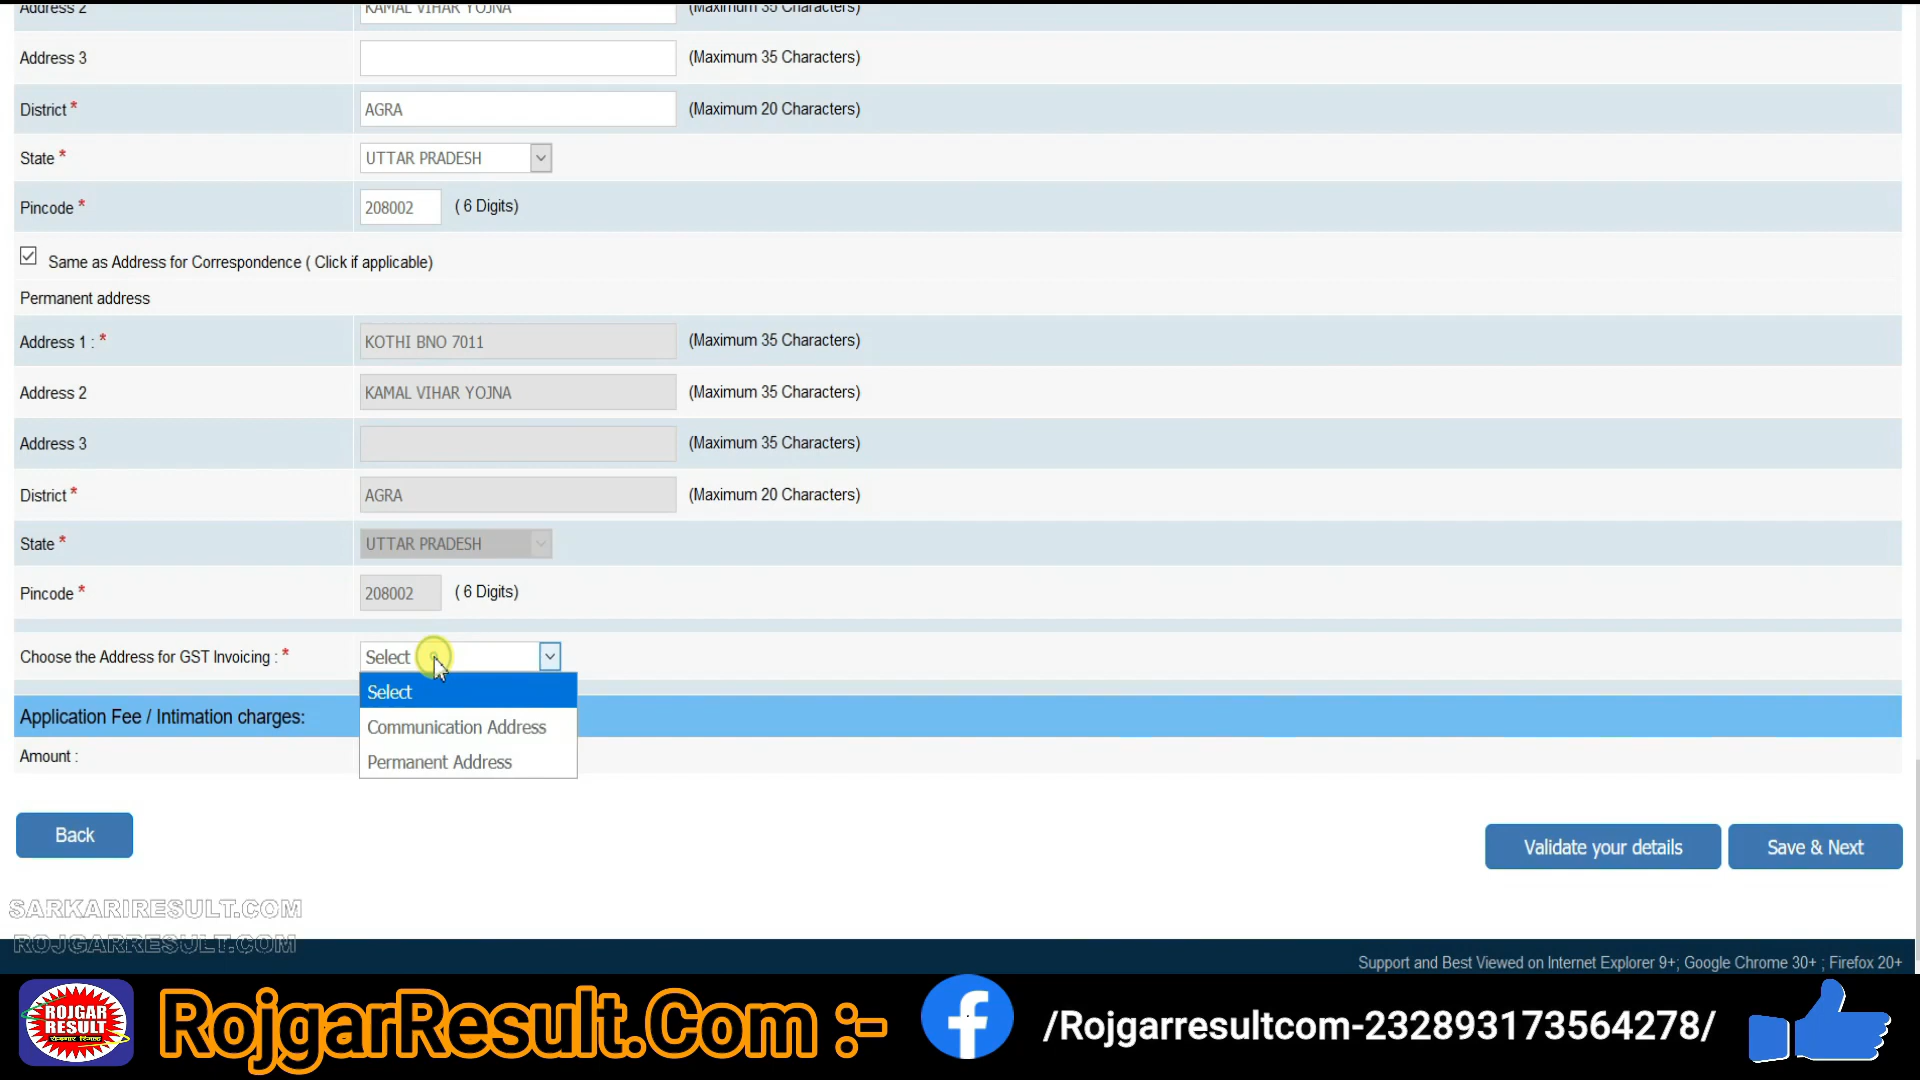 Address 2 KAMAL VIHAR YOJNA (Maximum 35 Characters)
Address 3 (Maximum 35 Characters)
District * AGRA (Maximum 20 Characters)
State * UTTAR PRADESH
Pincode * 208002 ( 6 Digits)
Same as Address for Correspondence ( Click if applicable)
Permanent address
Address 1 : * KOTHI BNO 7011 (Maximum 35 Characters)
Address 2 KAMAL VIHAR YOJNA (Maximum 35 Characters)
Address 3 (Maximum 35 Characters)
District * AGRA (Maximum 20 Characters)
State * UTTAR PRADESH
Pincode * 208002 ( 6 Digits)
Choose the Address for GST Invoicing : * Select
Select
Communication Address
Permanent Address
Application Fee / Intimation charges:
Amount :
Back
Validate your details Save & Next
SARKARIRESULT.COM
ROJGARRESULT.COM
Support and Best Viewed on Internet Explorer 9+; Google Chrome 30+ ; Firefox 20+
ROJGAR
RESULT
RojgarResult.Com :- f /Rojgarresultcom-232893173564278/